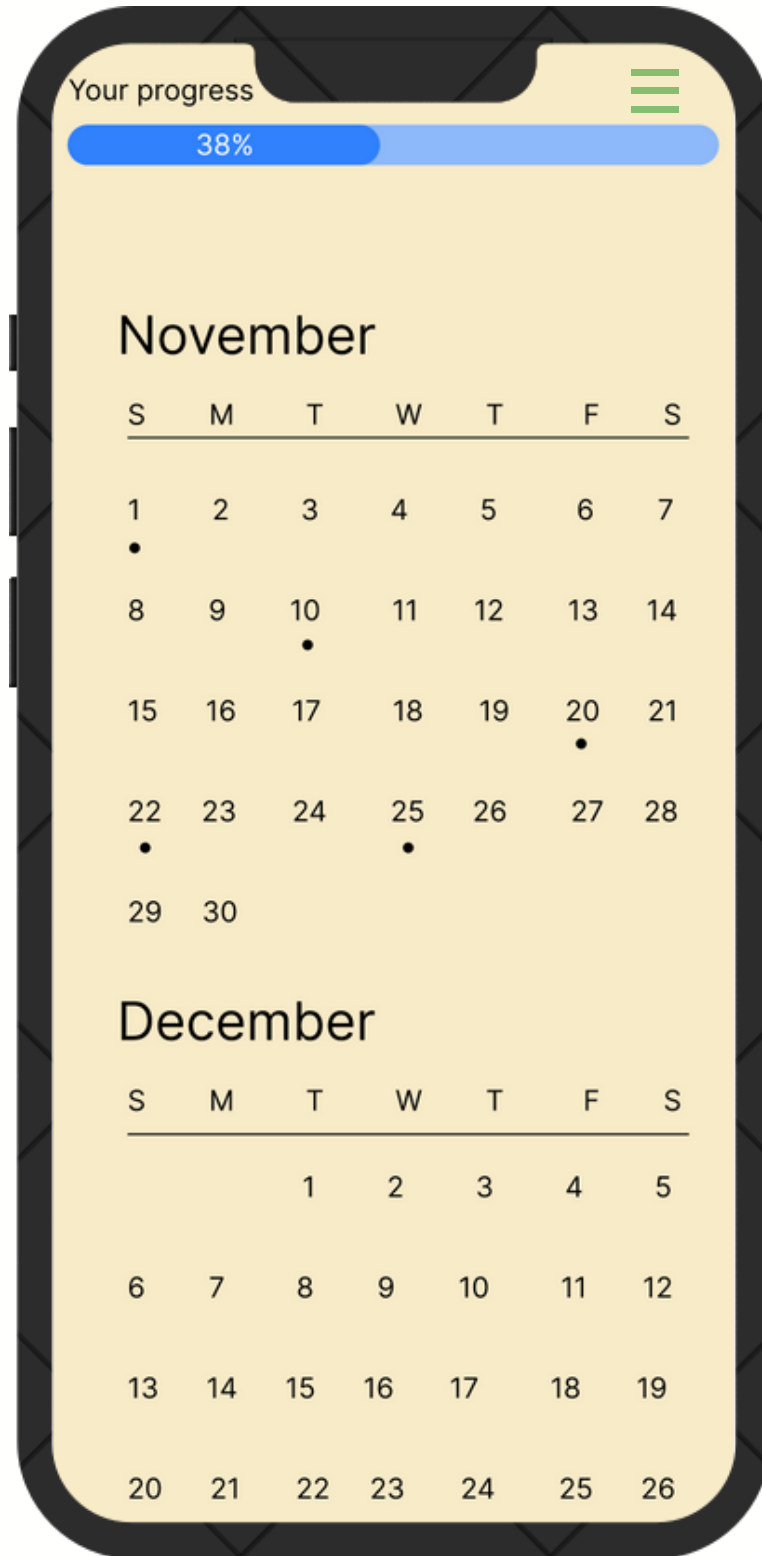 Your progress
38%
November
S M T W T F S
1 2 3 4 5 6 7
8 9 10 11 12 13 14
15 16 17 18 19 20 21
22 23 24 25 26 27 28
29 30
December
S M T W T F S
1 2 3 4 5
6 7 8 9 10 11 12
13 14 15 16 17 18 19
20 21 22 23 24 25 26